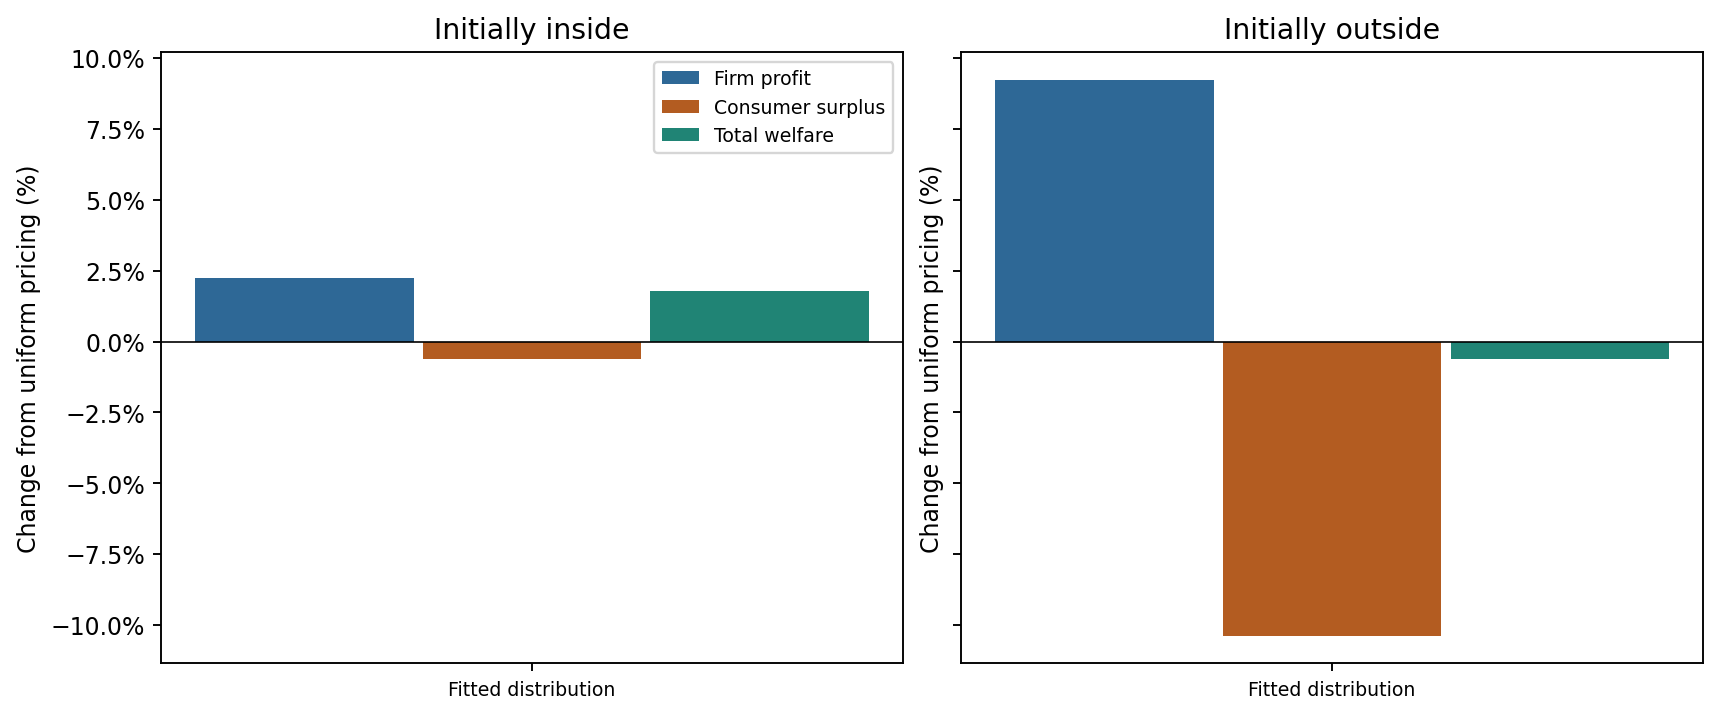 Initially inside
Change from uniform pricing (%)
10.0%
7.5%
5.0%
2.5%
0.0%
−2.5%
−5.0%
−7.5%
−10.0%
Firm profit
Consumer surplus
Total welfare
Fitted distribution
Initially outside
Change from uniform pricing (%)
Fitted distribution